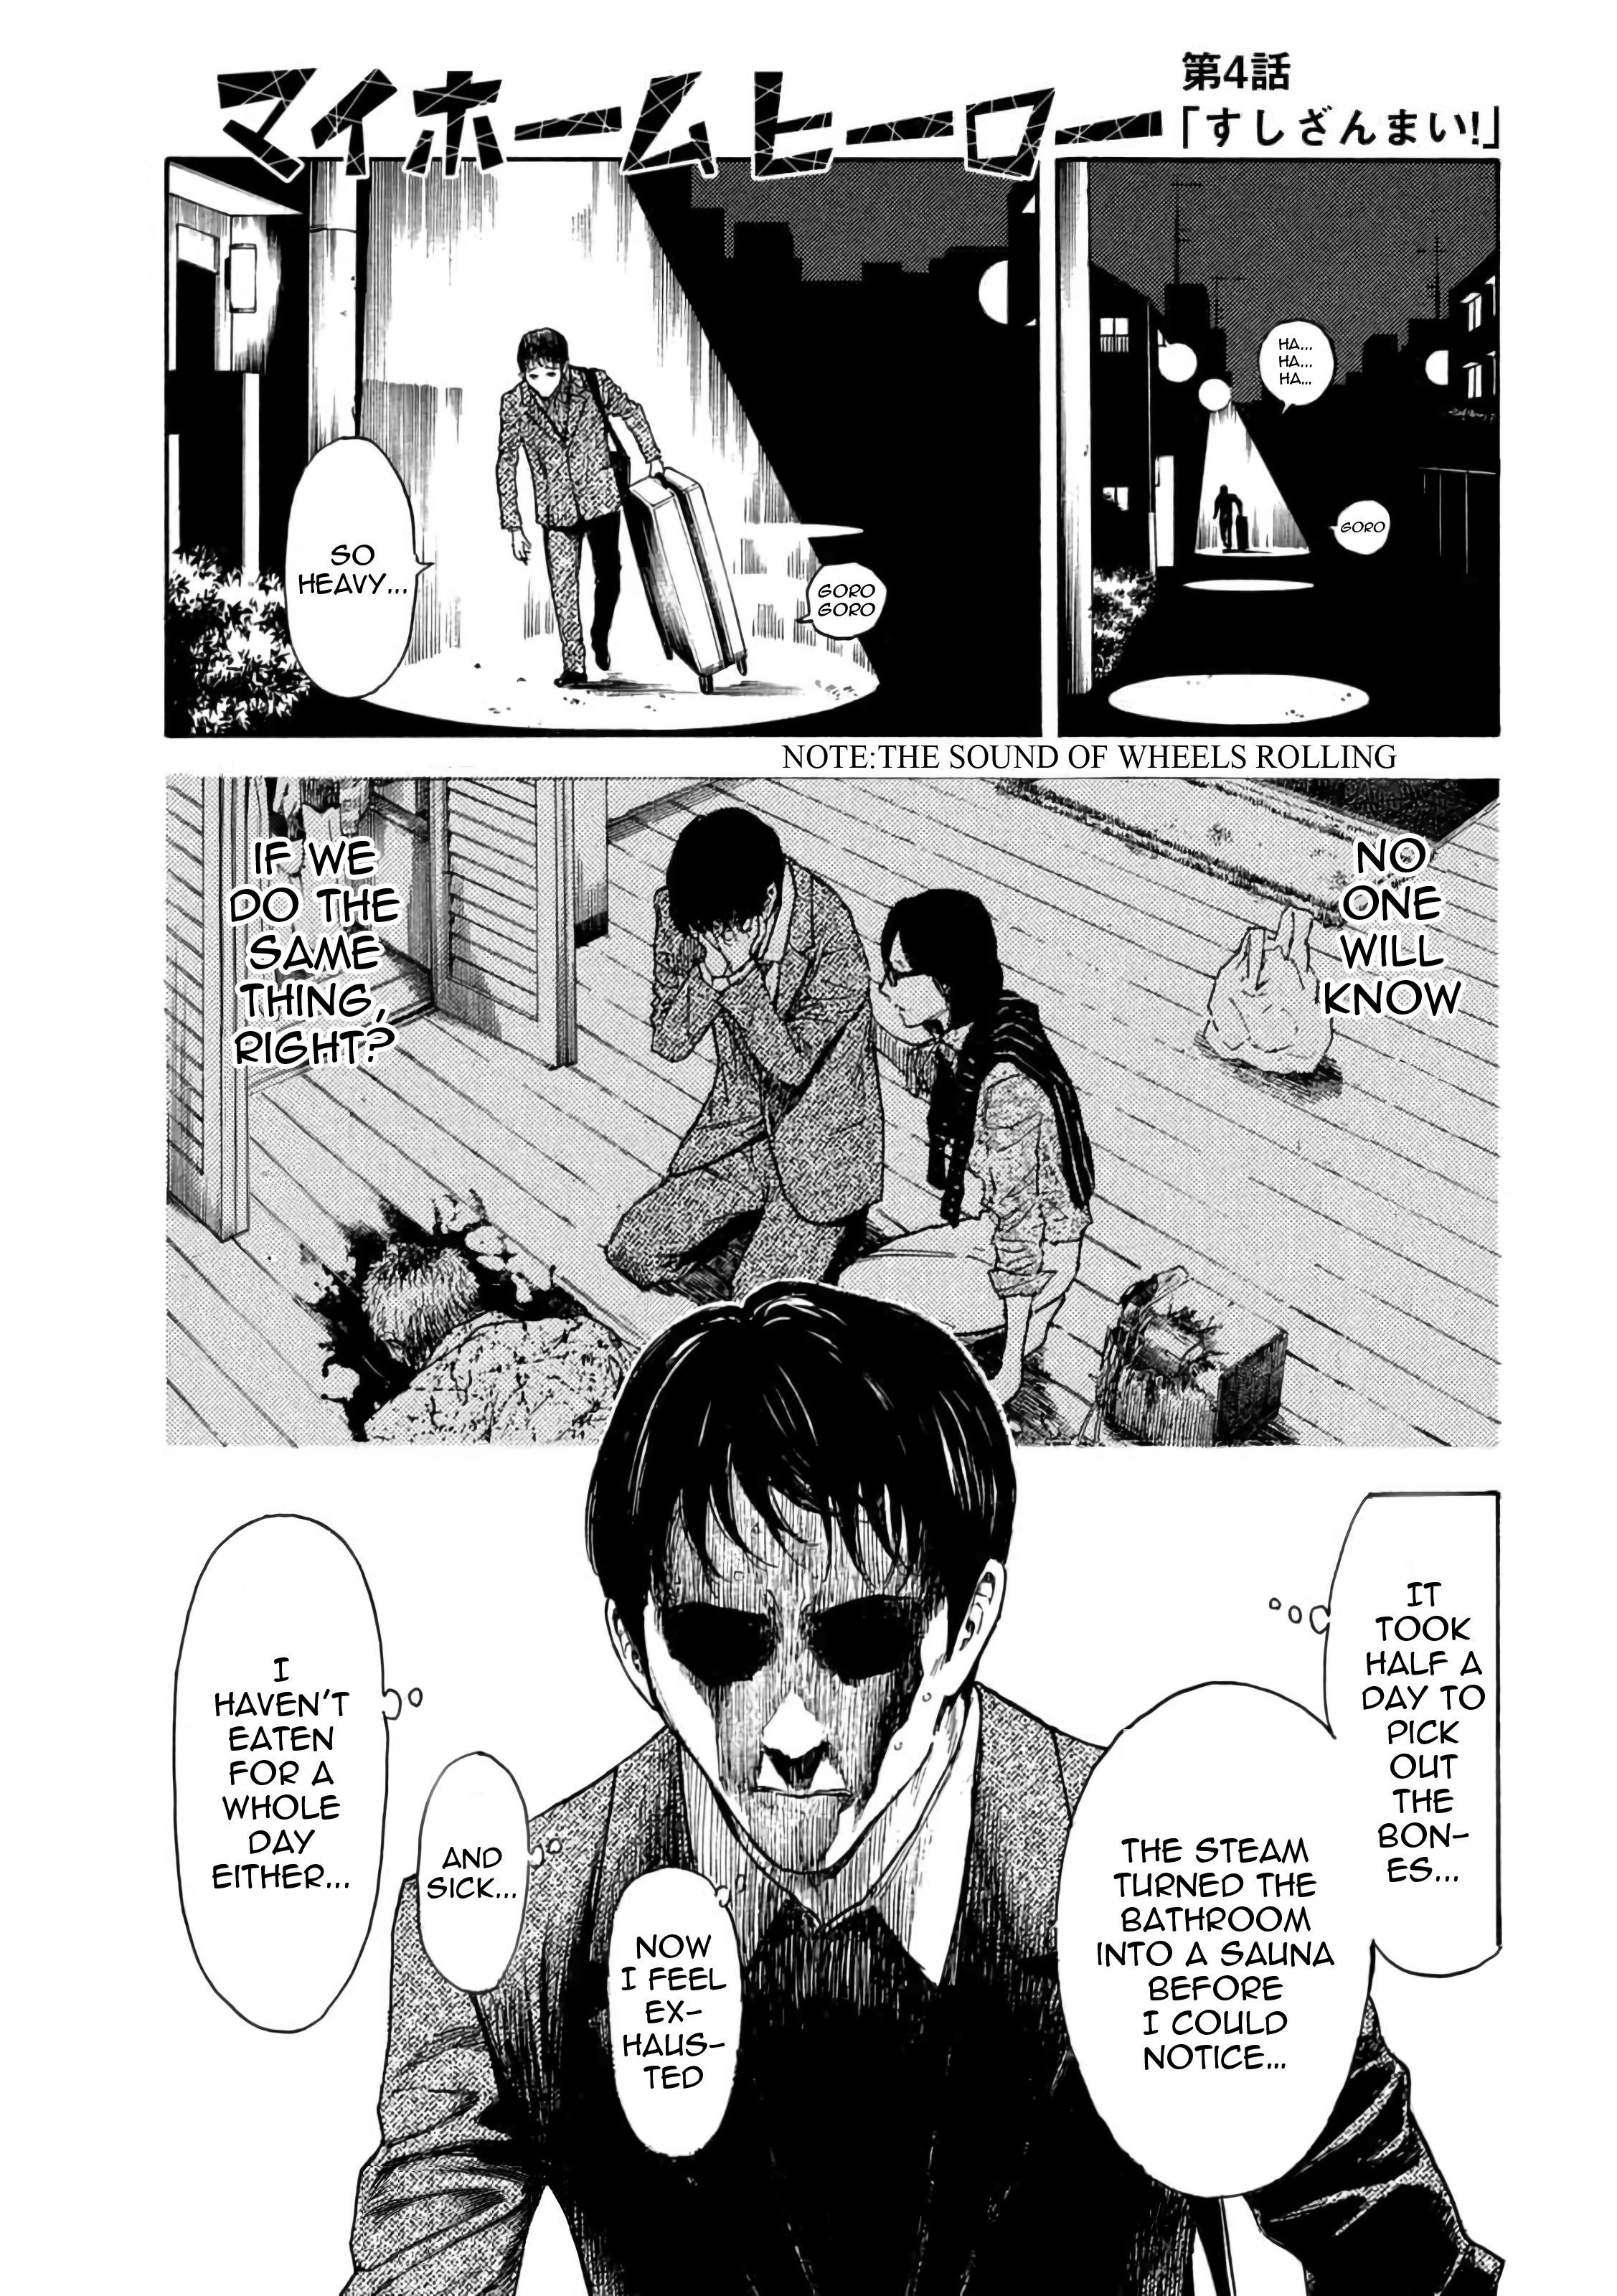 マイホームヒーロー
第4話
「すしざんまい!」
HA...
HA...
HA...
GORO
GORO
GORO
SO
HEAVY...
NOTE:THE SOUND OF WHEELS ROLLING
NO
ONE
WILL
KNOW
IF WE
DO THE
SAME
THING,
RIGHT?
IT
TOOK
HALF A
DAY TO
PICK
OUT
THE
BON-
ES...
THE STEAM
TURNED THE
BATHROOM
INTO A SAUNA
BEFORE
I COULD
NOTICE...
NOW
I FEEL
EX-
HAUS-
TED
AND
SICK...
I
HAVEN'T
EATEN
FOR A
WHOLE
DAY
EITHER...